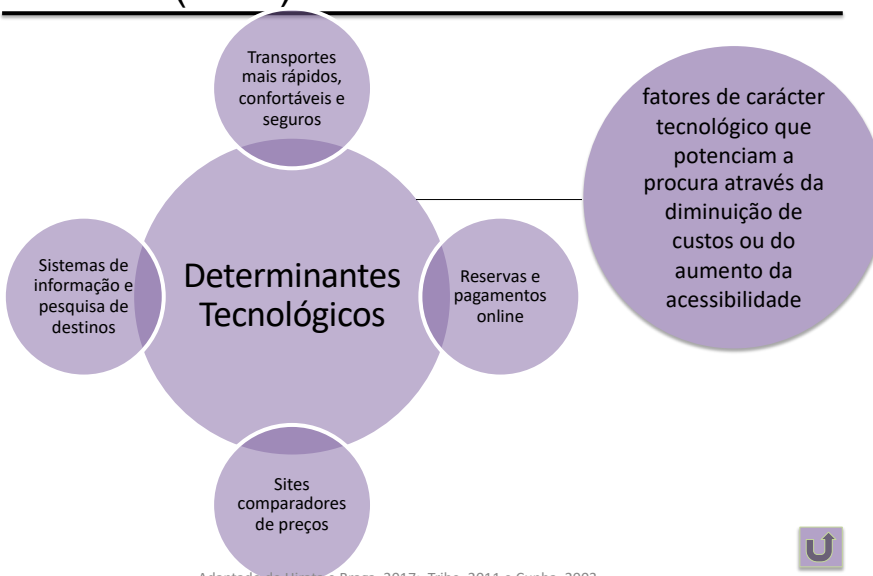 Transportes
mais rápidos,
confortáveis e
seguros
fatores de carácter
tecnológico que
potenciam a
procura através da
diminuição de
custos ou do
aumento da
acessibilidade
Sistemas de
informação e
pesquisa de
destinos
Determinantes
Tecnológicos
Reservas e
pagamentos
online
Sites
comparadores
de preços